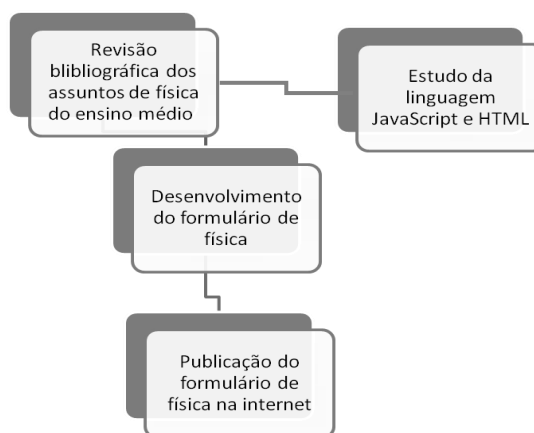 Revisão
blibliográfica dos
assuntos de física
do ensino médio
Estudo da
linguagem
JavaScript e HTML
Desenvolvimento
do formulário de
física
Publicação do
formulário de
física na internet